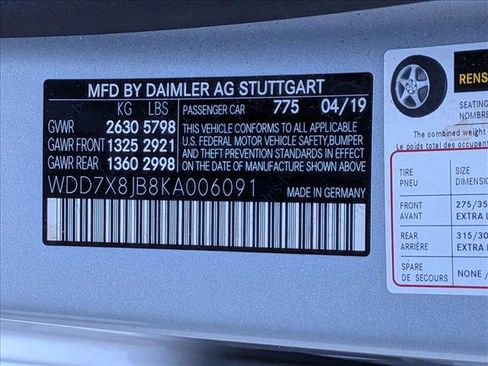 MFD BY DAIMLER AG STUTTGART
KG LBS
PASSENGER CAR 775 04/19
GVWR 2630 5798
GAWR FRONT 1325 2921
GAWR REAR 1360 2998
THIS VEHICLE CONFORMS TO ALL APPLICABLE
U.S. FEDERAL MOTOR VEHICLE SAFETY,BUMPER
AND THEFT PREVENTION STANDARDS IN EFFECT
ON THE DATE OF MANUFACTURE SHOWN ABOVE
WDD7X8JB8KA006091
MADE IN GERMANY
RENS
SEATING
NOMBRE
The combined weight
Le poids total des occupants
TIRE
PNEU
SIZE
DIMENSI
FRONT
AVANT
275/35
EXTRA L
REAR
ARRIÈRE
315/30
EXTRA
SPARE
DE SECOURS
NONE /